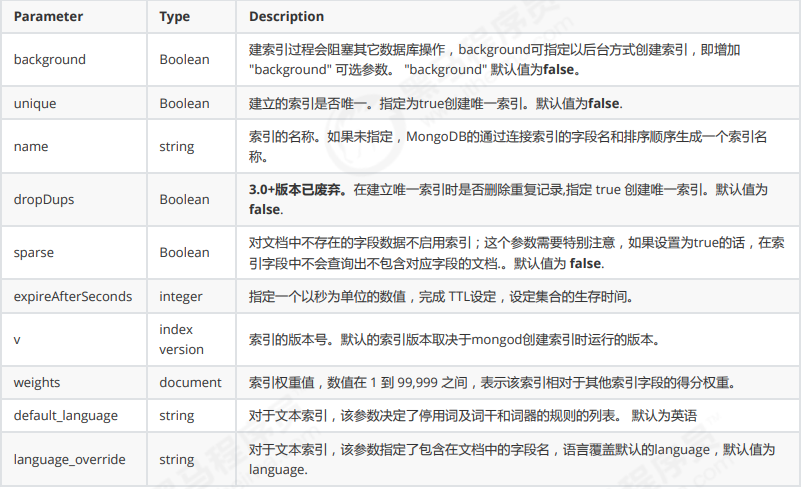 Parameter Type Description
background Boolean 建索引过程会阻塞其它数据库操作，background可指定以后台方式创建索引，即增加
"background" 可选参数。 "background" 默认值为false。
unique Boolean 建立的索引是否唯一。指定为true创建唯一索引。默认值为false.
name string 索引的名称。如果未指定，MongoDB的通过连接索引的字段名和排序顺序生成一个索引名
称。
dropDups Boolean 3.0+版本已废弃。在建立唯一索引时是否删除重复记录,指定 true 创建唯一索引。默认值为
false.
sparse Boolean 对文档中不存在的字段数据不启用索引；这个参数需要特别注意，如果设置为true的话，在索
引字段中不会查询出不包含对应字段的文档.。默认值为 false.
expireAfterSeconds integer 指定一个以秒为单位的数值，完成 TTL设定，设定集合的生存时间。
v index
version 索引的版本号。默认的索引版本取决于mongod创建索引时运行的版本。
weights document 索引权重值，数值在 1 到 99,999 之间，表示该索引相对于其他索引字段的得分权重。
default_language string 对于文本索引，该参数决定了停用词及词干和词器的规则的列表。 默认为英语
language_override string 对于文本索引，该参数指定了包含在文档中的字段名，语言覆盖默认的language，默认值为
language.